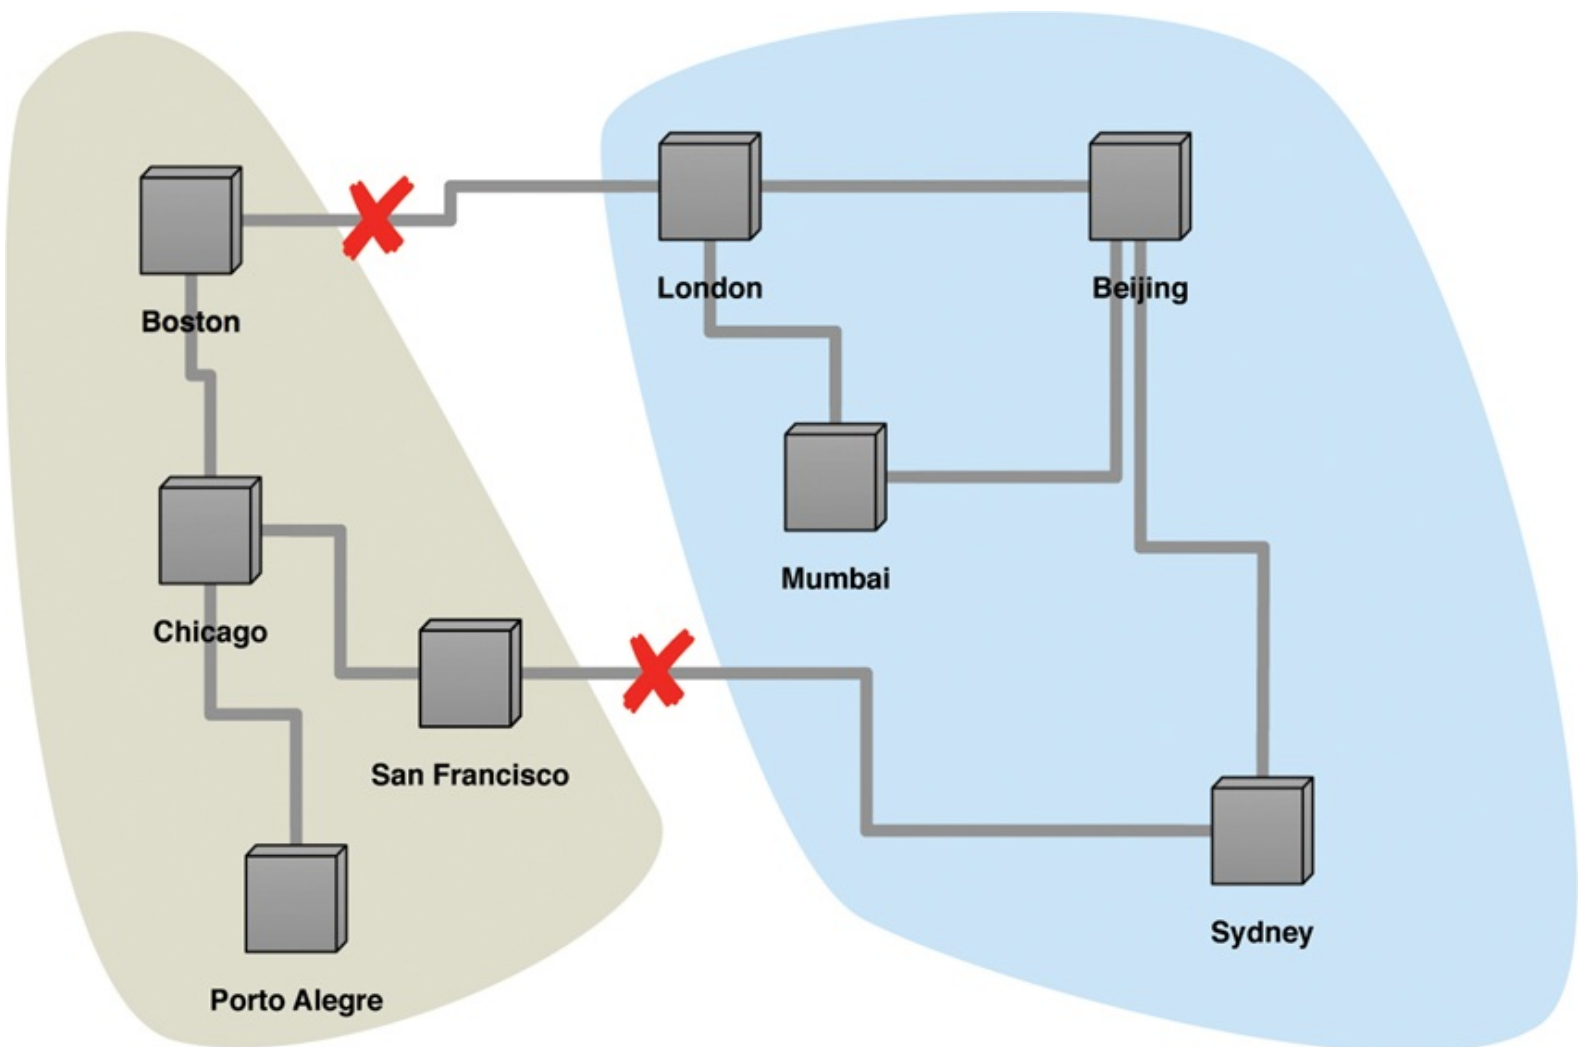 London
Beijing
Boston
Mumbai
Chicago
San Francisco
Sydney
Porto Alegre